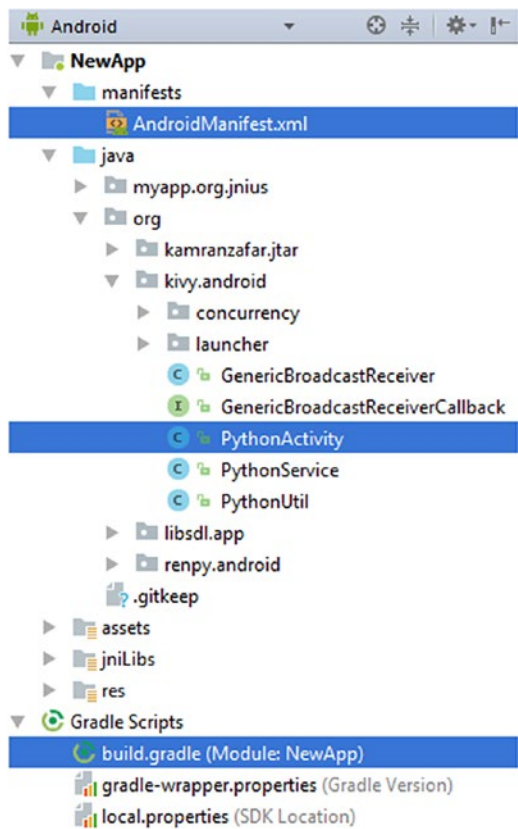 Android
NewApp
manifests
AndroidManifest.xml
java
myapp.org.jnius
org
kamranzafar.jtar
kivy.android
concurrency
launcher
C GenericBroadcastReceiver
I GenericBroadcastReceiverCallback
C PythonActivity
C PythonService
C PythonUtil
libsdl.app
renpy.android
.gitkeep
assets
jniLibs
res
Gradle Scripts
build.gradle (Module: NewApp)
gradle-wrapper.properties (Gradle Version)
local.properties (SDK Location)